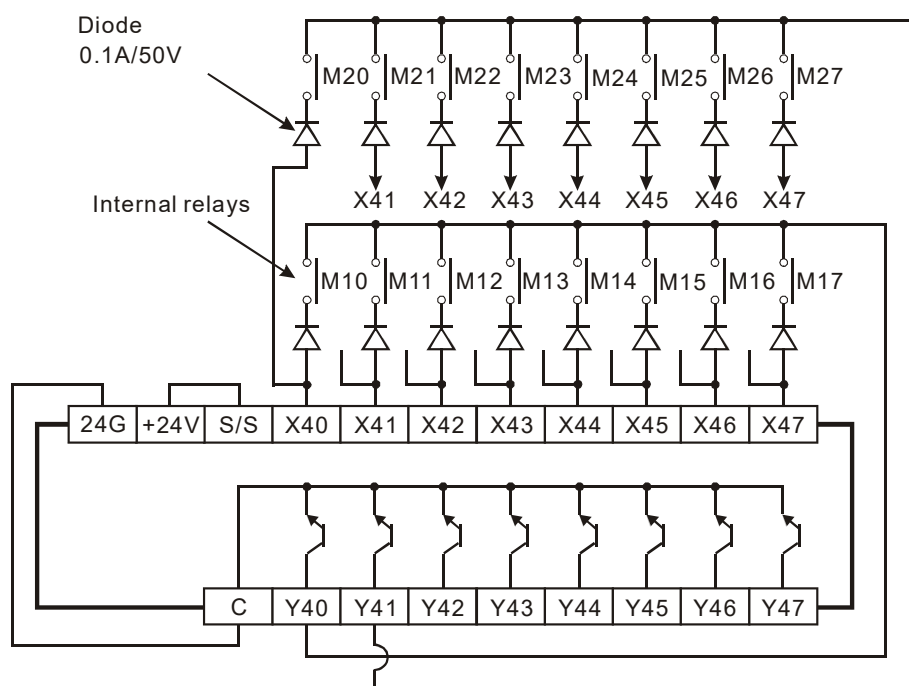 Diode
0.1A/50V
M20 M21 M22 M23 M24 M25 M26 M27
X41 X42 X43 X44 X45 X46 X47
Internal relays
M10 M11 M12 M13 M14 M15 M16 M17
24G +24V S/S X40 X41 X42 X43 X44 X45 X46 X47
C Y40 Y41 Y42 Y43 Y44 Y45 Y46 Y47